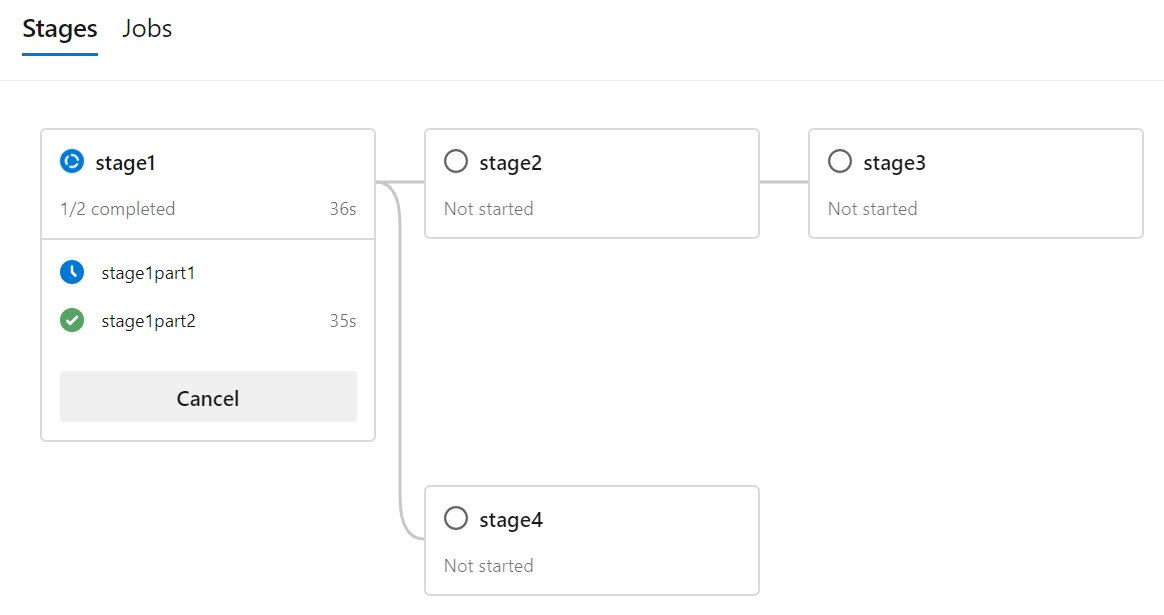 Stages Jobs
stage1
1/2 completed 36s
stage1part1
stage1part2 35s
Cancel
stage2
Not started
stage3
Not started
stage4
Not started